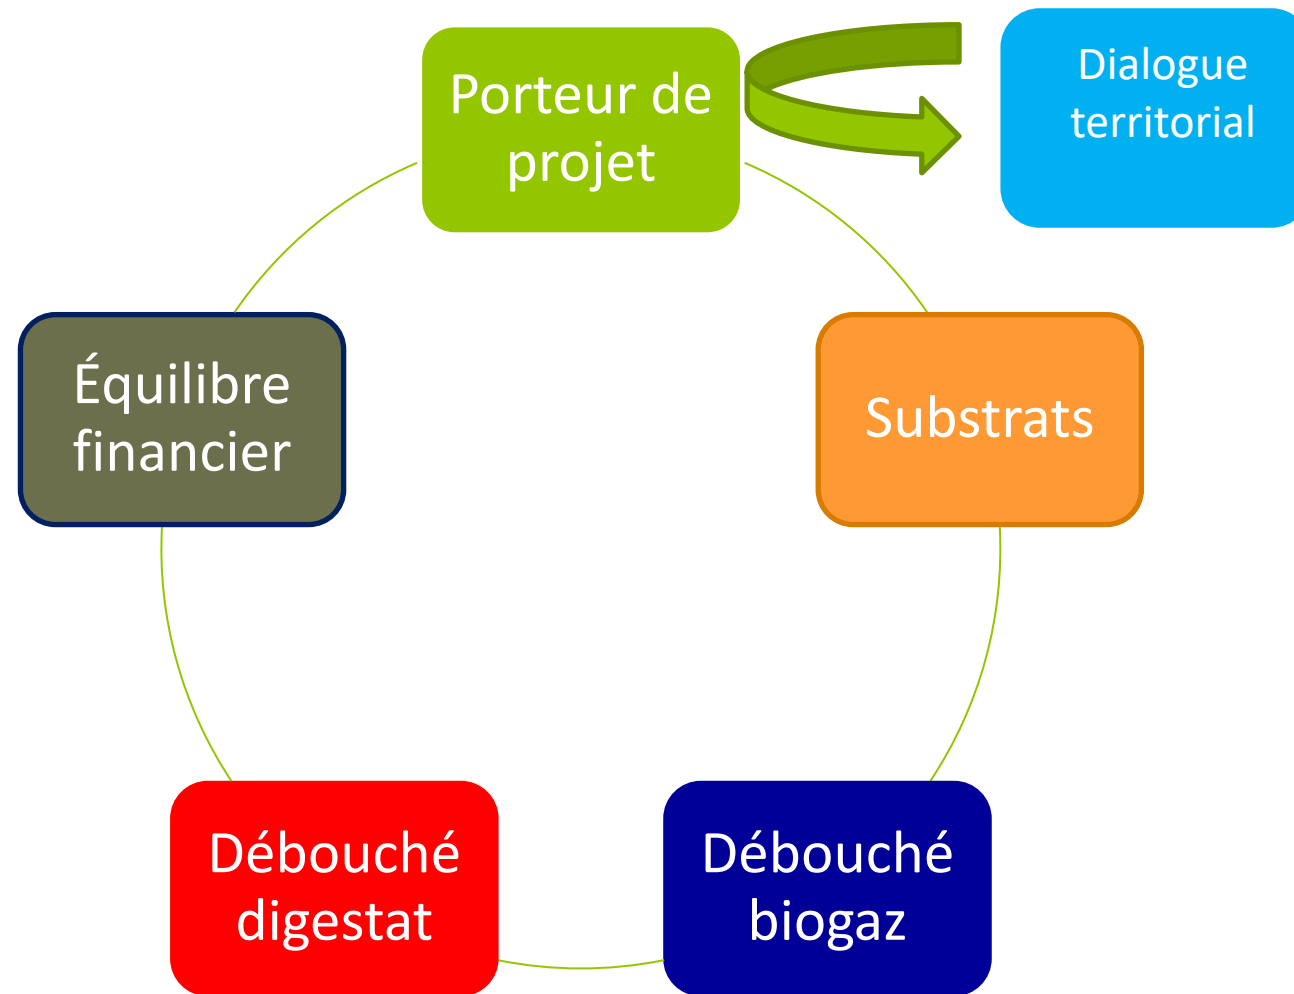 Porteur de
projet
Dialogue
territorial
Équilibre
financier
Substrats
Débouché
digestat
Débouché
biogaz